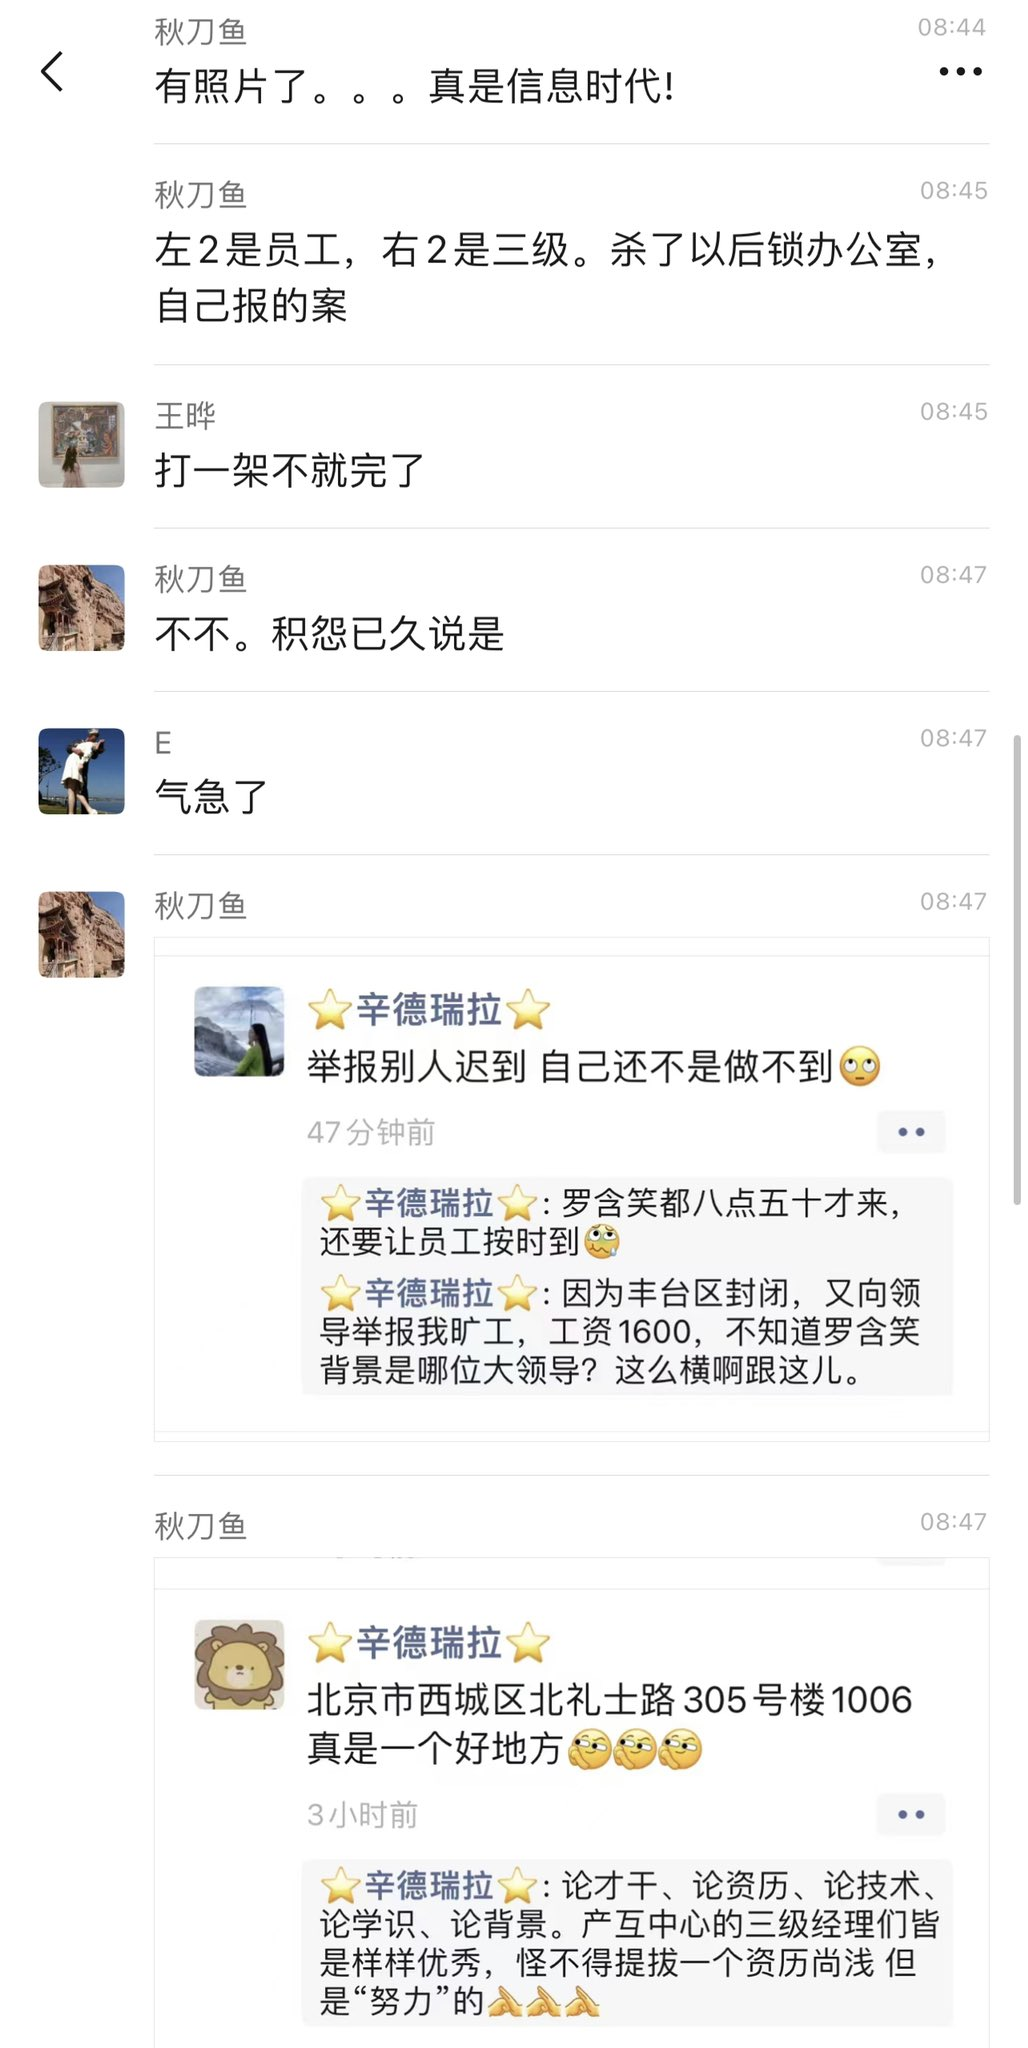 秋刀鱼 08:44
有照片了。。。真是信息时代!
秋刀鱼 08:45
左2是员工，右2是三级。杀了以后锁办公室，
自己报的案
王晔 08:45
打一架不就完了
秋刀鱼 08:47
不不。积怨已久说是
E 08:47
气急了
秋刀鱼 08:47
⭐辛德瑞拉⭐
举报别人迟到 自己还不是做不到🙄
47分钟前
⭐辛德瑞拉⭐: 罗含笑都八点五十才来，
还要让员工按时到
⭐辛德瑞拉⭐: 因为丰台区封闭，又向领
导举报我旷工，工资1600，不知道罗含笑
背景是哪位大领导？这么横啊跟这儿。
秋刀鱼 08:47
⭐辛德瑞拉⭐
北京市西城区北礼士路305号楼1006
真是一个好地方
3小时前
⭐辛德瑞拉⭐: 论才干、论资历、论技术、
论学识、论背景。产互中心的三级经理们皆
是样样优秀，怪不得提拔一个资历尚浅 但
是“努力”的